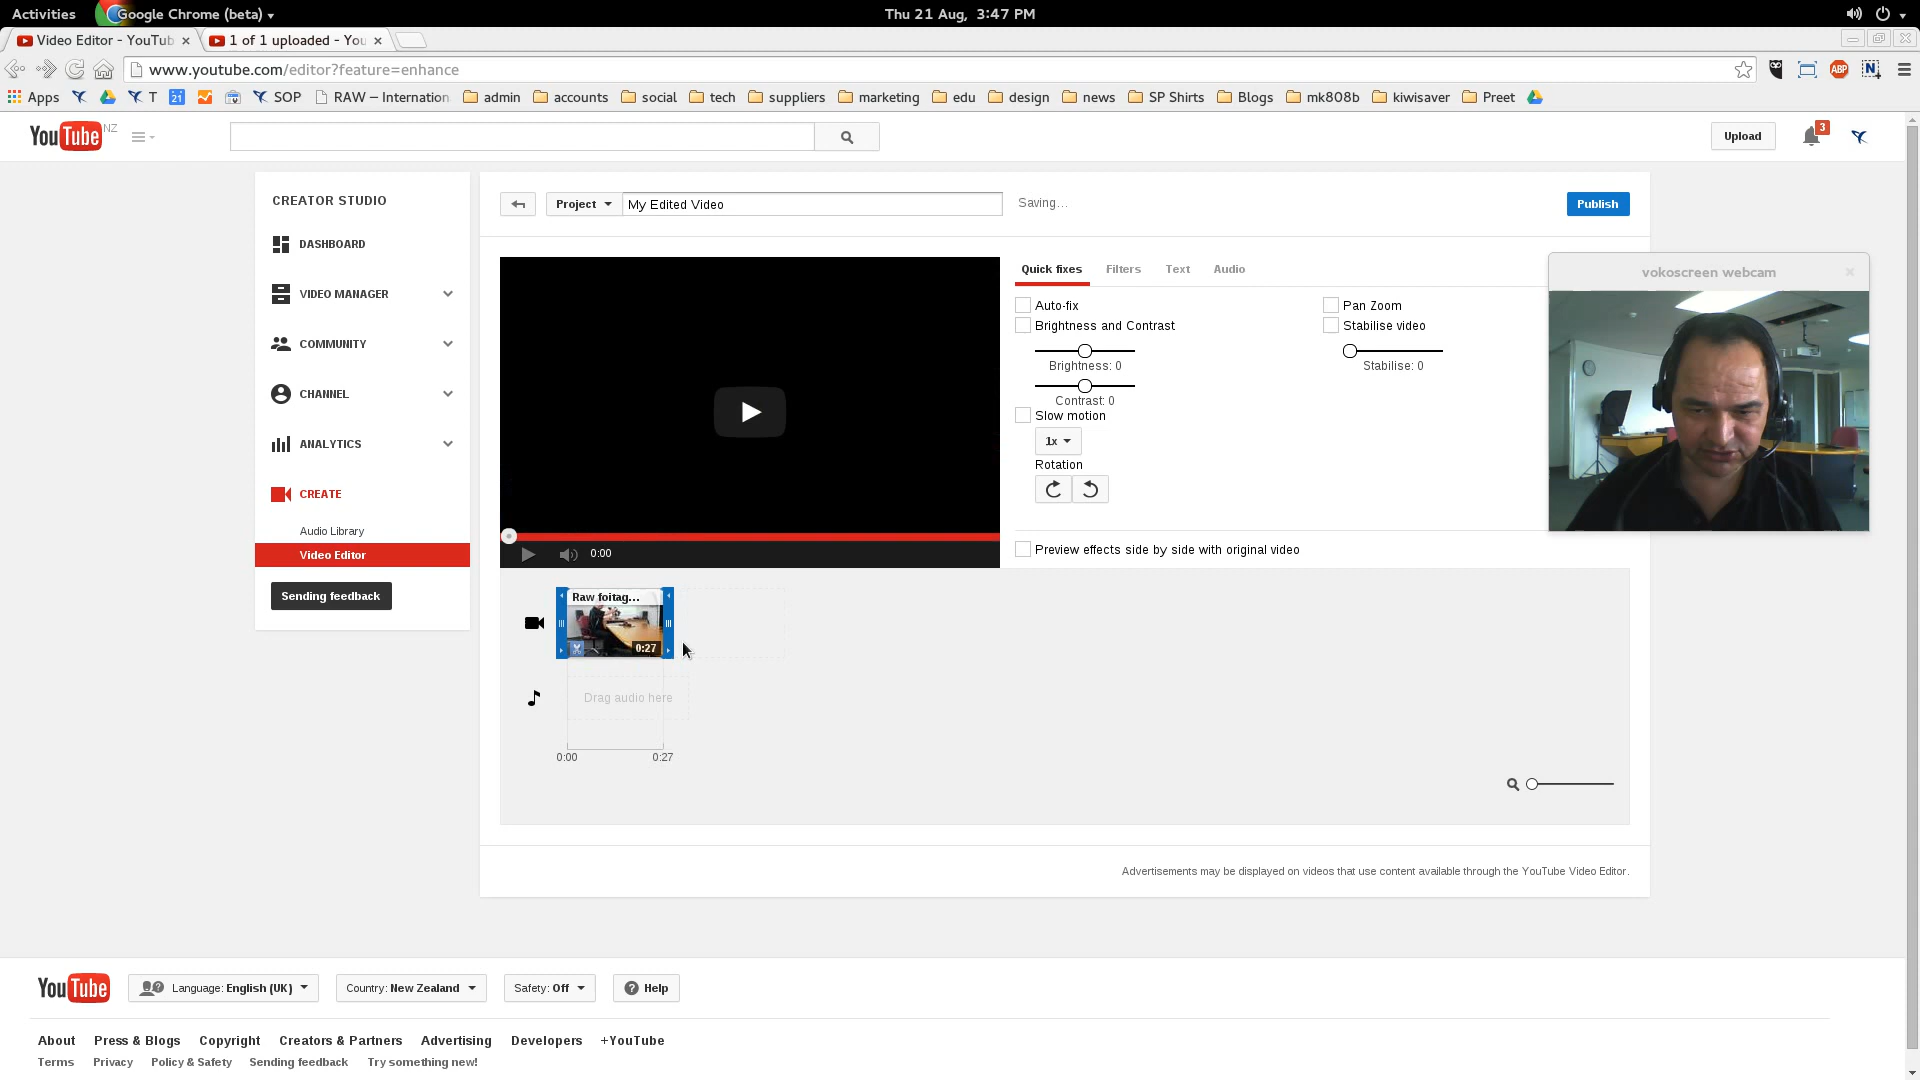 Activities Google Chrome (beta) Thu 21 Aug, 3:47 PM
Video Editor - YouTub 1 of 1 uploaded - You
www.youtube.com/editor?feature=enhance ABP N
Apps T 21 SOP RAW – Internation admin accounts social tech suppliers marketing edu design news SP Shirts Blogs mk808b kiwisaver Preet
YouTube NZ Upload 3
CREATOR STUDIO
DASHBOARD
VIDEO MANAGER
COMMUNITY
CHANNEL
ANALYTICS
CREATE
Audio Library
Video Editor
Sending feedback
Project My Edited Video Saving... Publish
Quick fixes Filters Text Audio
Auto-fix Pan Zoom
Brightness and Contrast Stabilise video
Brightness: 0 Stabilise: 0
Contrast: 0
Slow motion
1x
Rotation
Preview effects side by side with original video
vokoscreen webcam
0:00
Raw foitag...
0:27
Drag audio here
0:00 0:27
Advertisements may be displayed on videos that use content available through the YouTube Video Editor.
YouTube Language: English (UK) Country: New Zealand Safety: Off Help
About Press & Blogs Copyright Creators & Partners Advertising Developers +YouTube
Terms Privacy Policy & Safety Sending feedback Try something new!